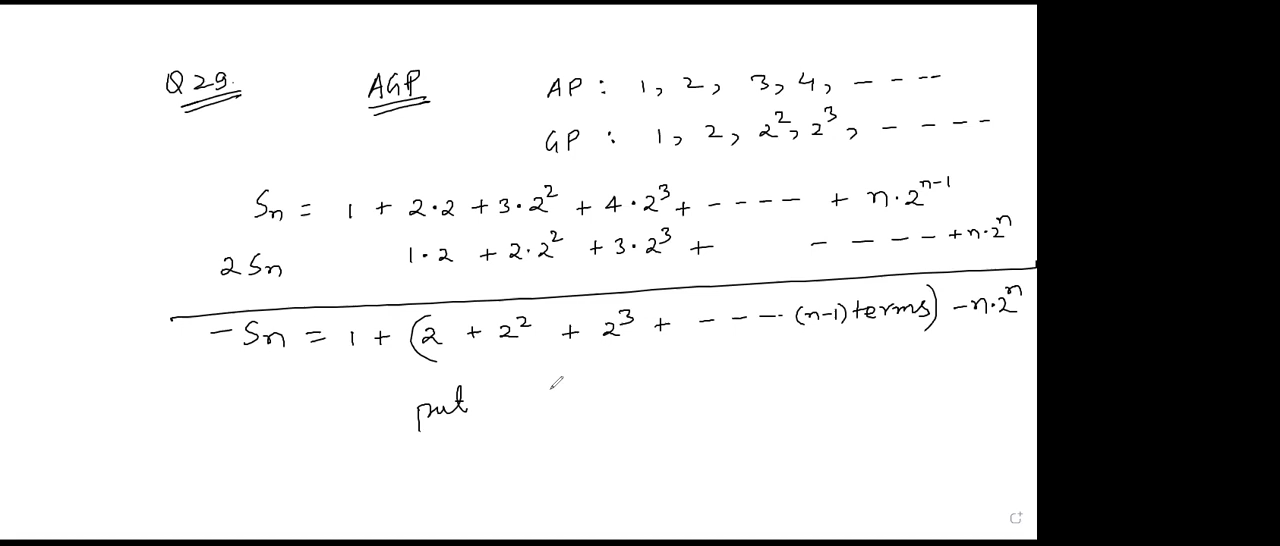 Q 29. AGP AP : 1, 2, 3, 4, - - - -
GP : 1, 2, 2², 2³, - - - -
Sn = 1 + 2·2 + 3·2² + 4·2³ + - - - - + n·2ⁿ⁻¹
2Sn 1·2 + 2·2² + 3·2³ + - - - - + n·2ⁿ
-Sn = 1 + (2 + 2² + 2³ + - - - - (n-1) terms) - n·2ⁿ
put